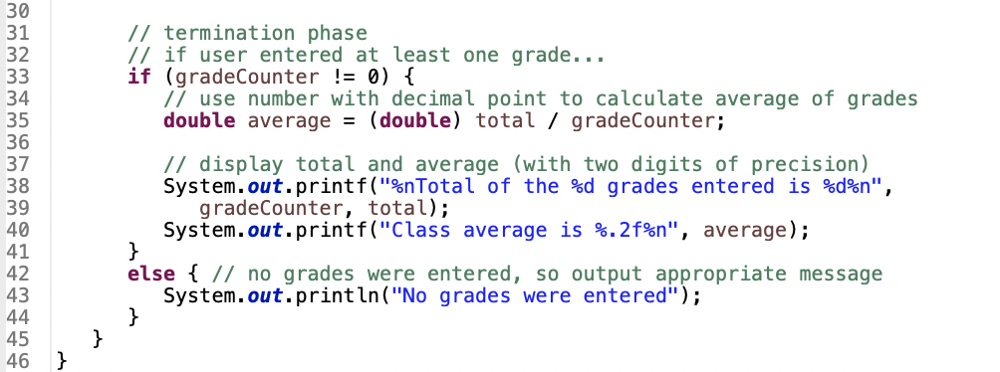 30
31 // termination phase
32 // if user entered at least one grade...
33 if (gradeCounter != 0) {
34 // use number with decimal point to calculate average of grades
35 double average = (double) total / gradeCounter;
36
37 // display total and average (with two digits of precision)
38 System.out.printf("%nTotal of the %d grades entered is %d%n",
39 gradeCounter, total);
40 System.out.printf("Class average is %.2f%n", average);
41 }
42 else { // no grades were entered, so output appropriate message
43 System.out.println("No grades were entered");
44 }
45 }
46 }